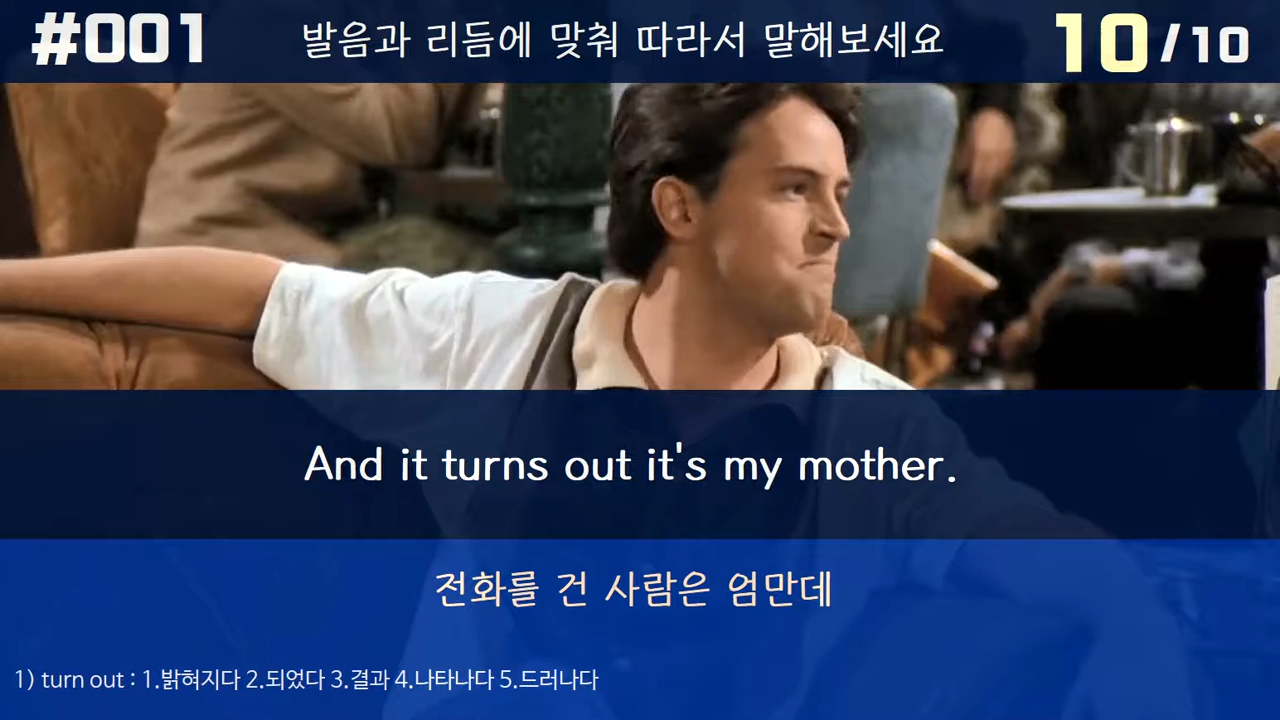 #001 발음과 리듬에 맞춰 따라서 말해보세요 10/10
And it turns out it's my mother.
전화를 건 사람은 엄만데
1) turn out : 1.밝혀지다 2.되었다 3.결과 4.나타나다 5.드러나다